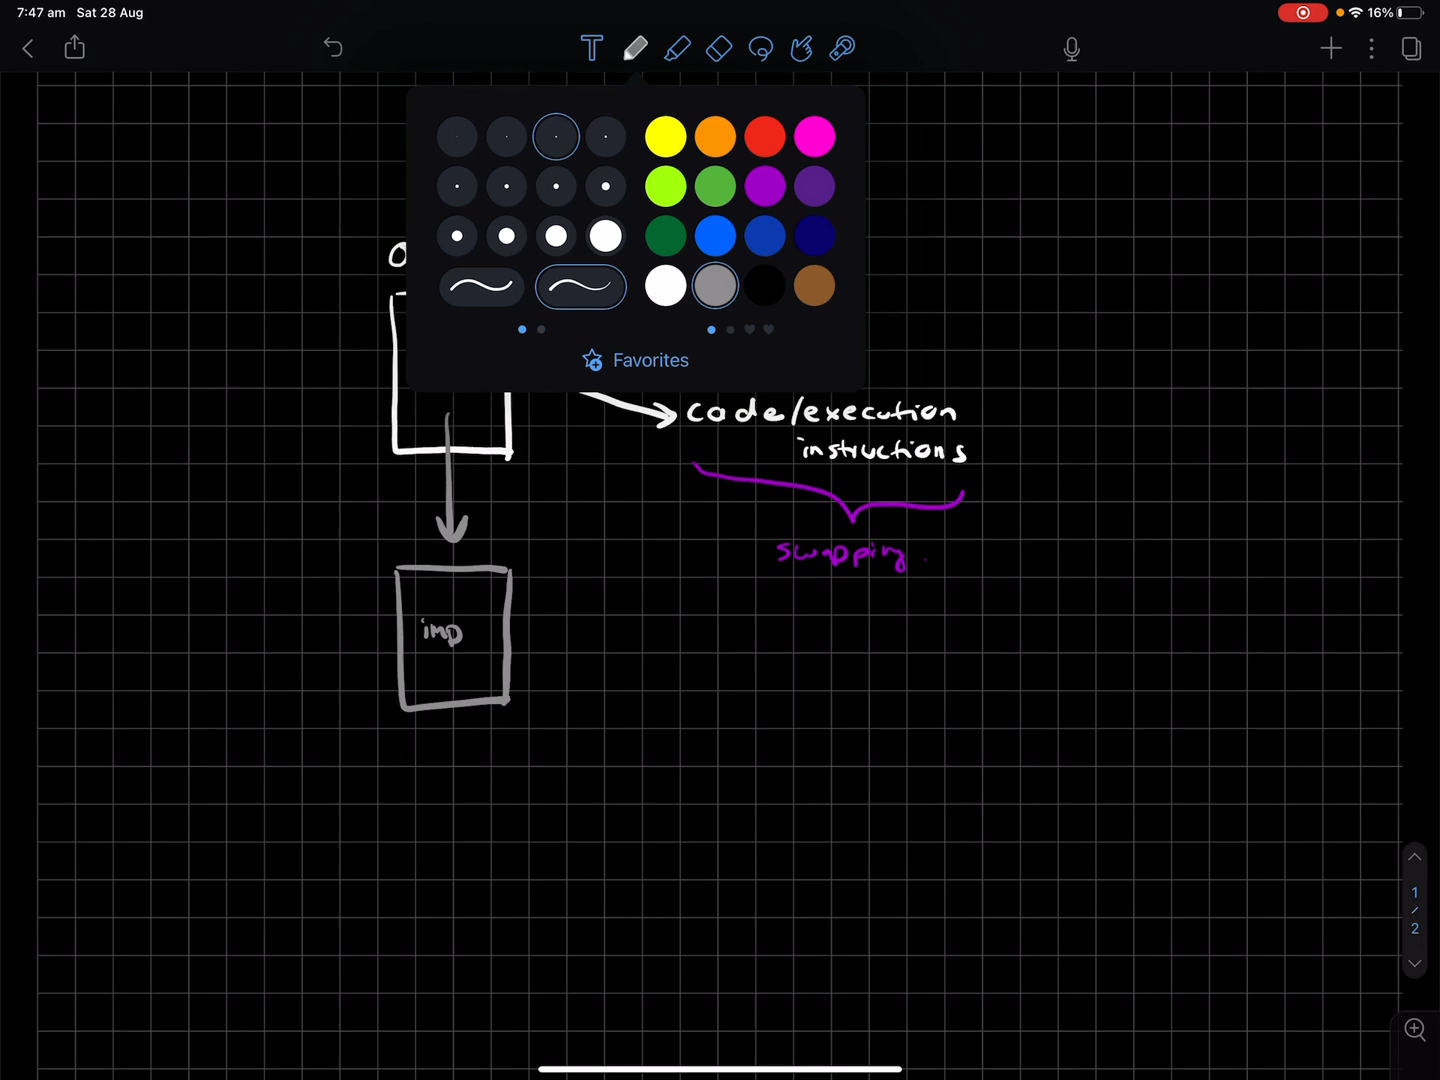 7:47 am Sat 28 Aug
16%
T
Favorites
code/execution
instructions
swapping
imp
1
/
2